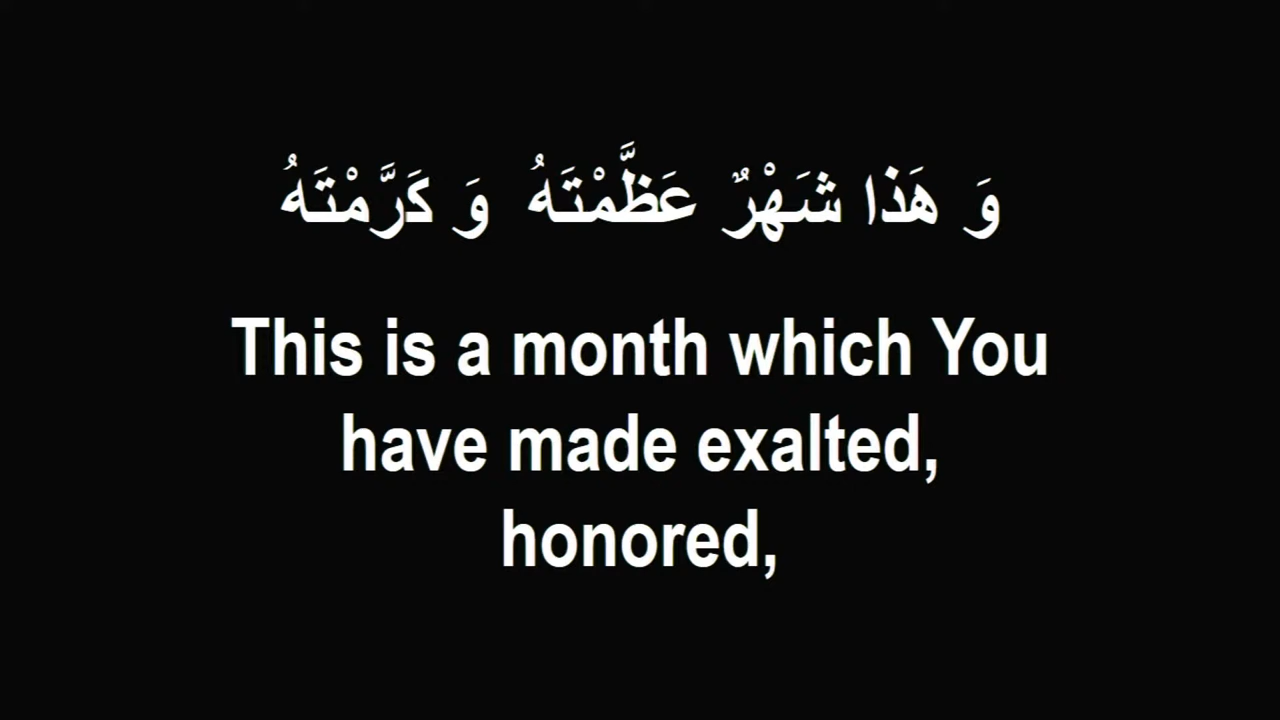 وَ هَذا شَهْرٌ عَظَّمْتَهُ وَ كَرَّمْتَهُ
This is a month which You
have made exalted,
honored,